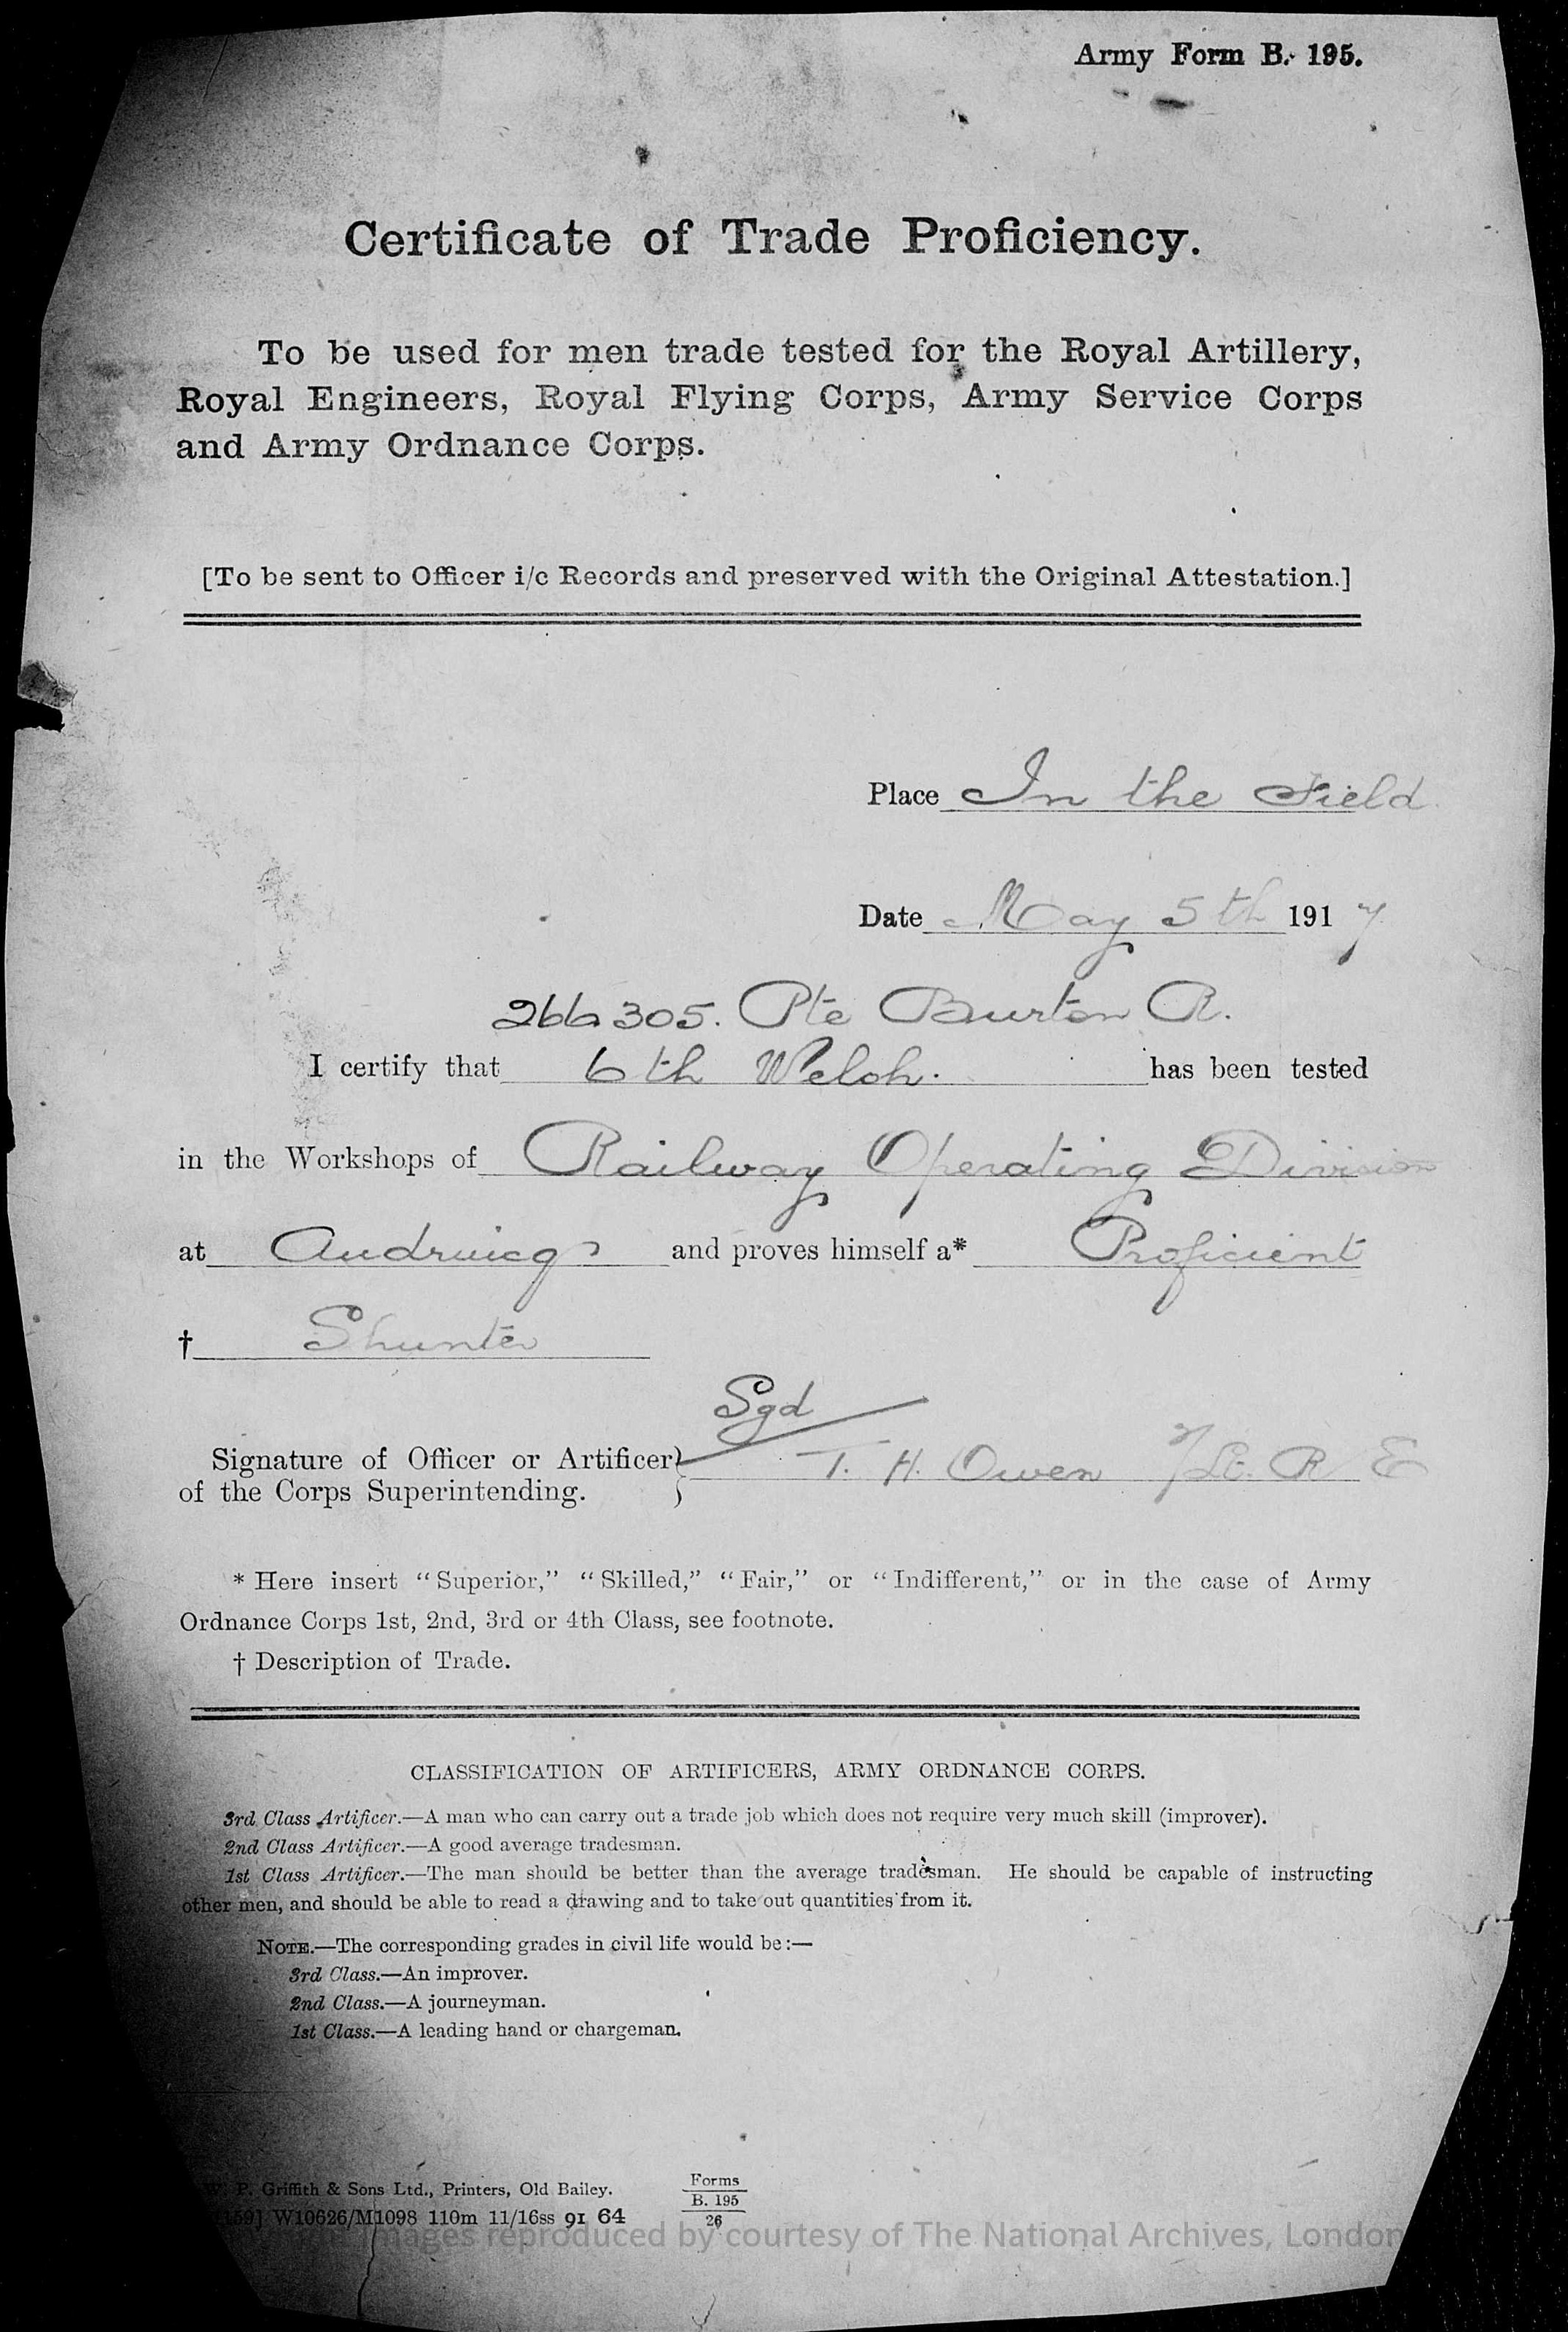 Army Form B. 195.
Certificate of Trade Proficiency.
To be used for men trade tested for the Royal Artillery,
Royal Engineers, Royal Flying Corps, Army Service Corps
and Army Ordnance Corps.
[To be sent to Officer i/c Records and preserved with the Original Attestation.]
Place In the Field
Date May 5th 1917
266305. Pte Burton R.
I certify that 6th Welch. has been tested
in the Workshops of Railway Operating Division
at Audruicq and proves himself a* Proficient
† Shunter
Sgd
Signature of Officer or Artificer } T. H. Owen T/Lt. R E
of the Corps Superintending.
* Here insert "Superior," "Skilled," "Fair," or "Indifferent," or in the case of Army
Ordnance Corps 1st, 2nd, 3rd or 4th Class, see footnote.
† Description of Trade.
CLASSIFICATION OF ARTIFICERS, ARMY ORDNANCE CORPS.
3rd Class Artificer.—A man who can carry out a trade job which does not require very much skill (improver).
2nd Class Artificer.—A good average tradesman.
1st Class Artificer.—The man should be better than the average tradesman. He should be capable of instructing
other men, and should be able to read a drawing and to take out quantities from it.
NOTE.—The corresponding grades in civil life would be:—
3rd Class.—An improver.
2nd Class.—A journeyman.
1st Class.—A leading hand or chargeman.
W. P. Griffith & Sons Ltd., Printers, Old Bailey.
159] W10626/M1098 110m 11/16ss 91 64
Forms
B. 195
26
Images reproduced by courtesy of The National Archives, London